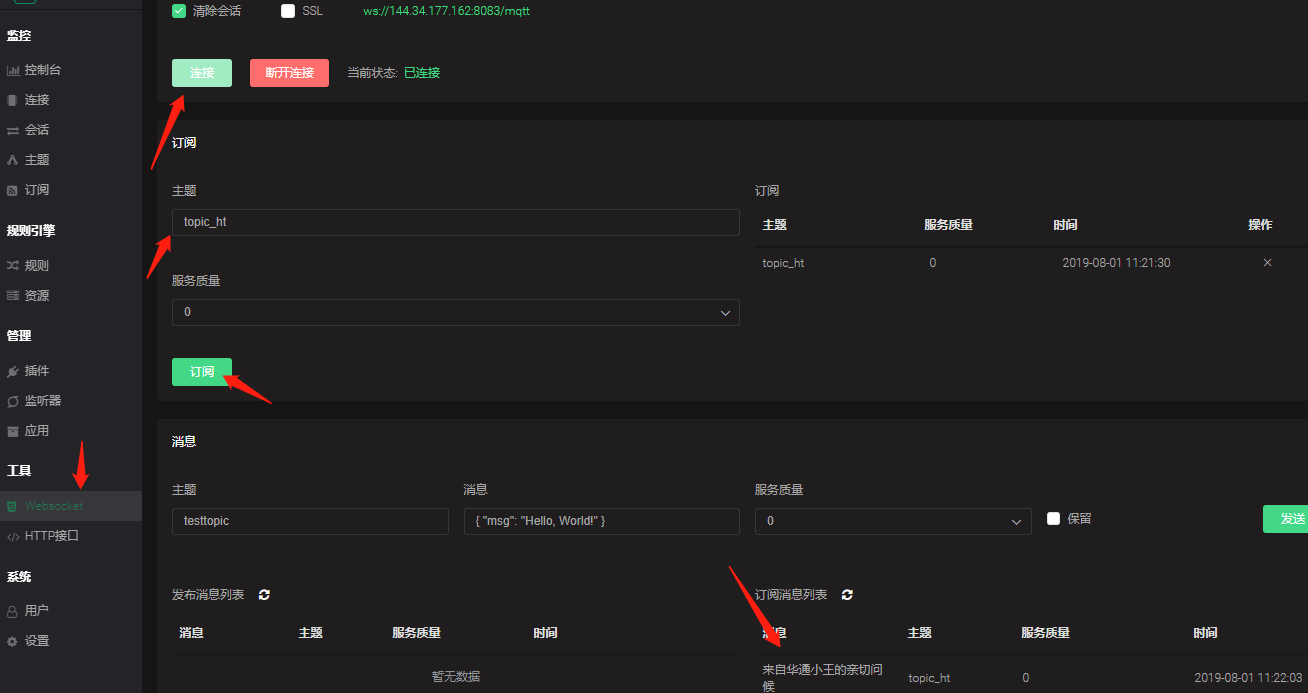 监控
控制台
连接
会话
主题
订阅
规则引擎
规则
资源
管理
插件
监听器
应用
工具
Websocket
HTTP接口
系统
用户
设置
清除会话 SSL ws://144.34.177.162:8083/mqtt
连接 断开连接 当前状态: 已连接
订阅
主题
topic_ht
服务质量
0
订阅
订阅
主题 服务质量 时间 操作
topic_ht 0 2019-08-01 11:21:30 ×
消息
主题 消息 服务质量
testtopic { "msg": "Hello, World!" } 0 保留 发送
发布消息列表
消息 主题 服务质量 时间
暂无数据
订阅消息列表
消息 主题 服务质量 时间
来自华通小王的亲切问
候 topic_ht 0 2019-08-01 11:22:03